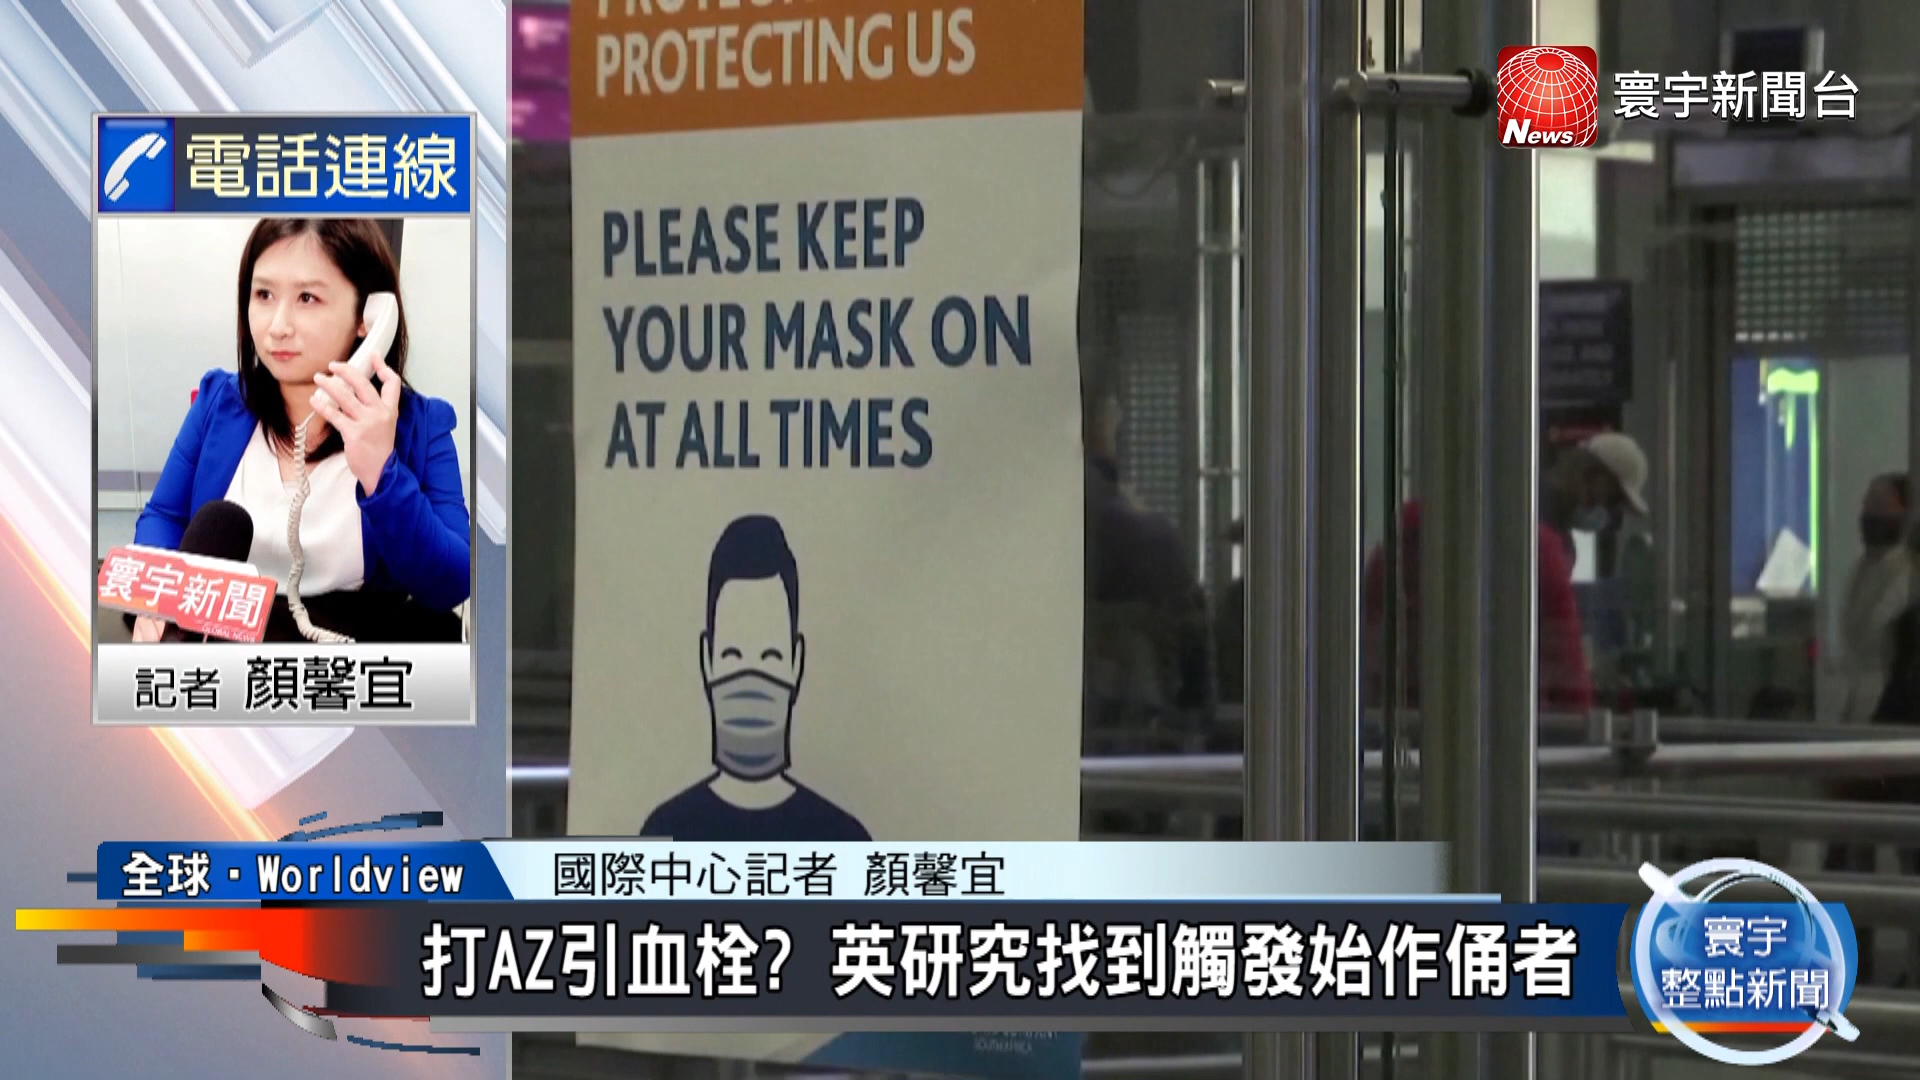 PROTECTING US
PLEASE KEEP
YOUR MASK ON
AT ALL TIMES
News
寰宇新聞台
電話連線
寰宇新聞
GLOBAL NEWS
記者 顏馨宜
全球·Worldview
國際中心記者 顏馨宜
打AZ引血栓? 英研究找到觸發始作俑者
寰宇
整點新聞